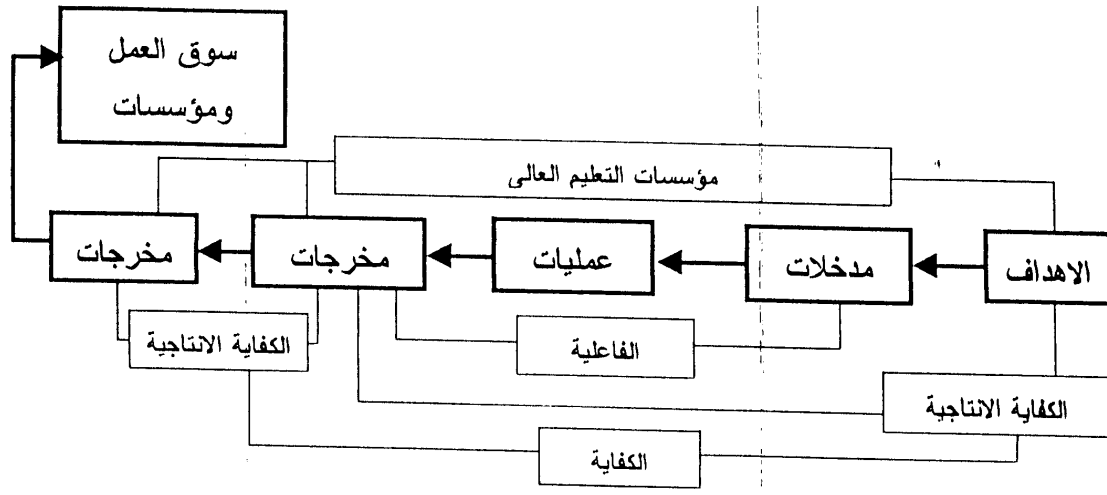 سوق العمل
ومؤسسات
مؤسسات التعليم العالى
الاهداف
مدخلات
عمليات
مخرجات
مخرجات
الفاعلية
الكفاية الانتاجية
الكفاية الانتاجية
الكفاية